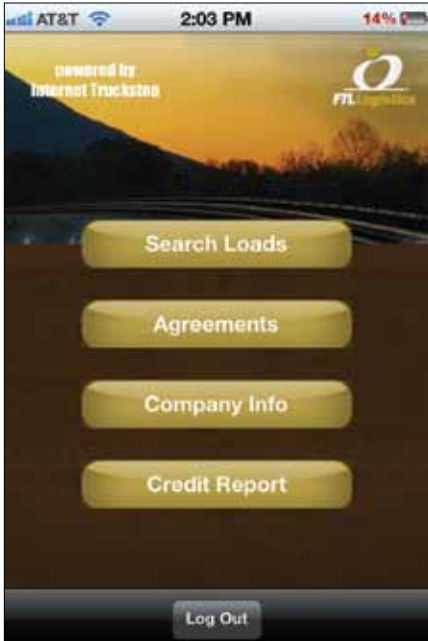 AT&T 2:03 PM 14%
powered by
Internet Truckstop
FTL Logistics
Search Loads
Agreements
Company Info
Credit Report
Log Out